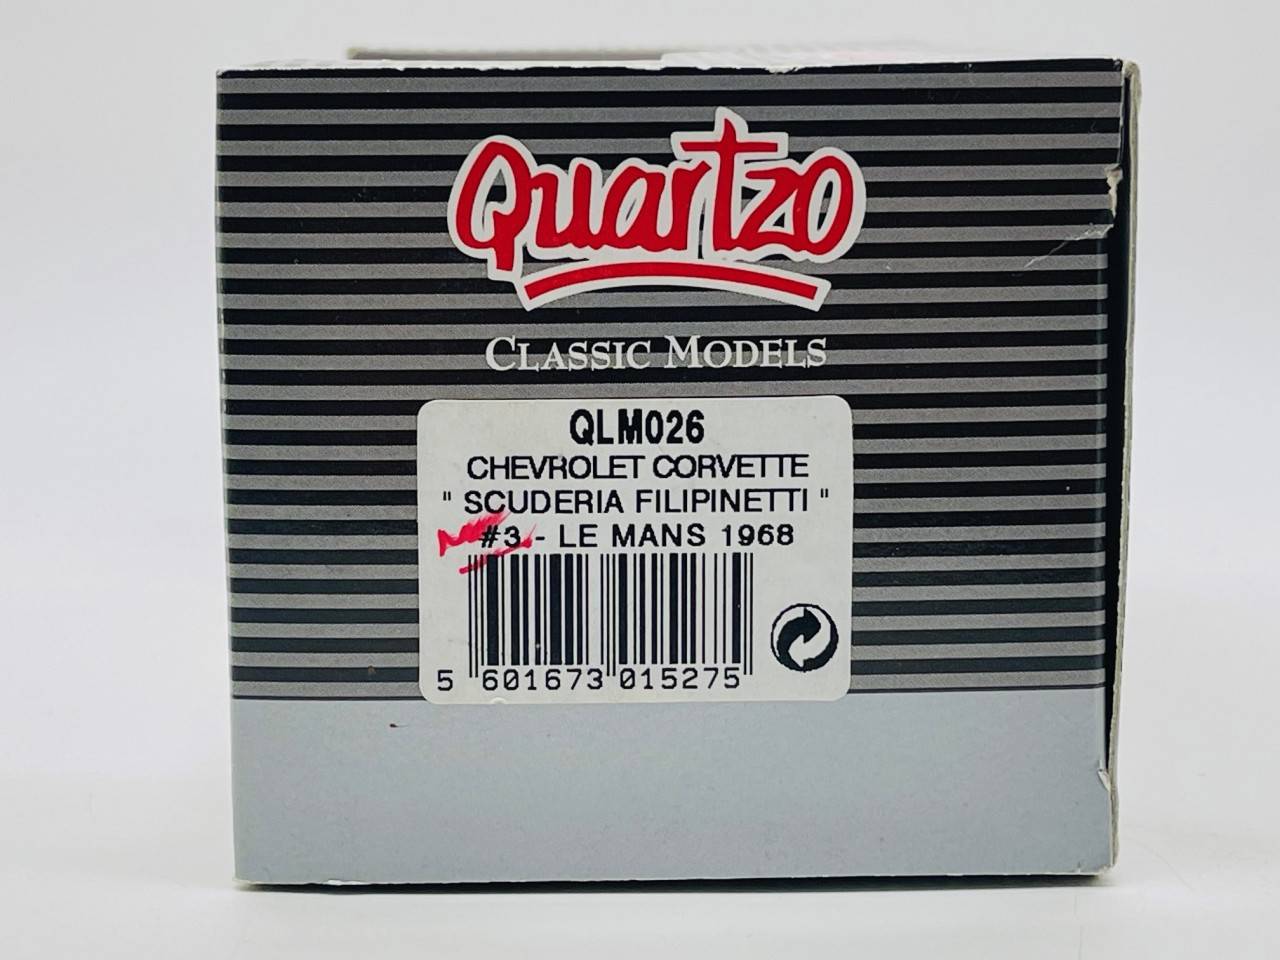 Quartzo
CLASSIC MODELS
QLM026
CHEVROLET CORVETTE
" SCUDERIA FILIPINETTI "
#3 - LE MANS 1968
5 601673 015275